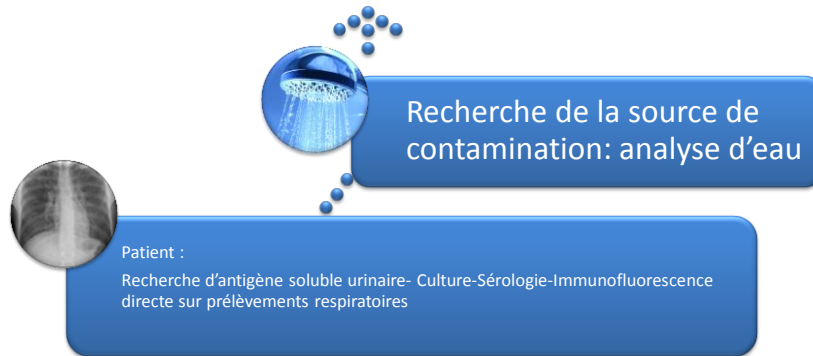 Recherche de la source de
contamination: analyse d’eau
Patient :
Recherche d’antigène soluble urinaire- Culture-Sérologie-Immunofluorescence
directe sur prélèvements respiratoires